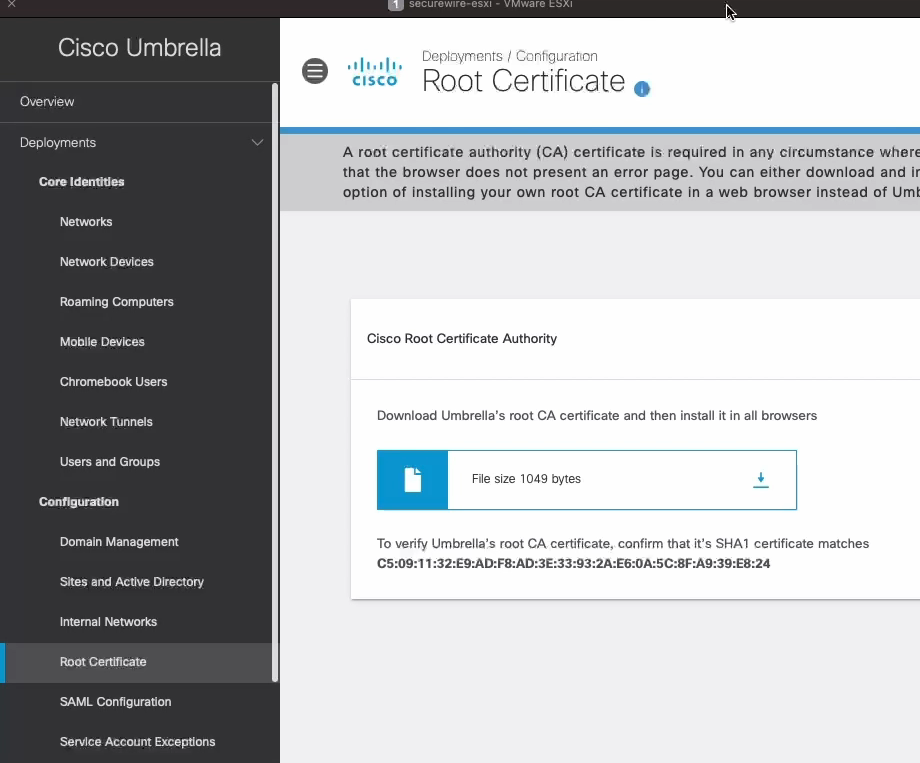 1 securewire-esxi - VMware ESXi
Cisco Umbrella
Overview
Deployments
Core Identities
Networks
Network Devices
Roaming Computers
Mobile Devices
Chromebook Users
Network Tunnels
Users and Groups
Configuration
Domain Management
Sites and Active Directory
Internal Networks
Root Certificate
SAML Configuration
Service Account Exceptions
cisco
Deployments / Configuration
Root Certificate
i
A root certificate authority (CA) certificate is required in any circumstance where
that the browser does not present an error page. You can either download and in
option of installing your own root CA certificate in a web browser instead of Umb
Cisco Root Certificate Authority
Download Umbrella's root CA certificate and then install it in all browsers
File size 1049 bytes
To verify Umbrella's root CA certificate, confirm that it's SHA1 certificate matches
C5:09:11:32:E9:AD:F8:AD:3E:33:93:2A:E6:0A:5C:8F:A9:39:E8:24